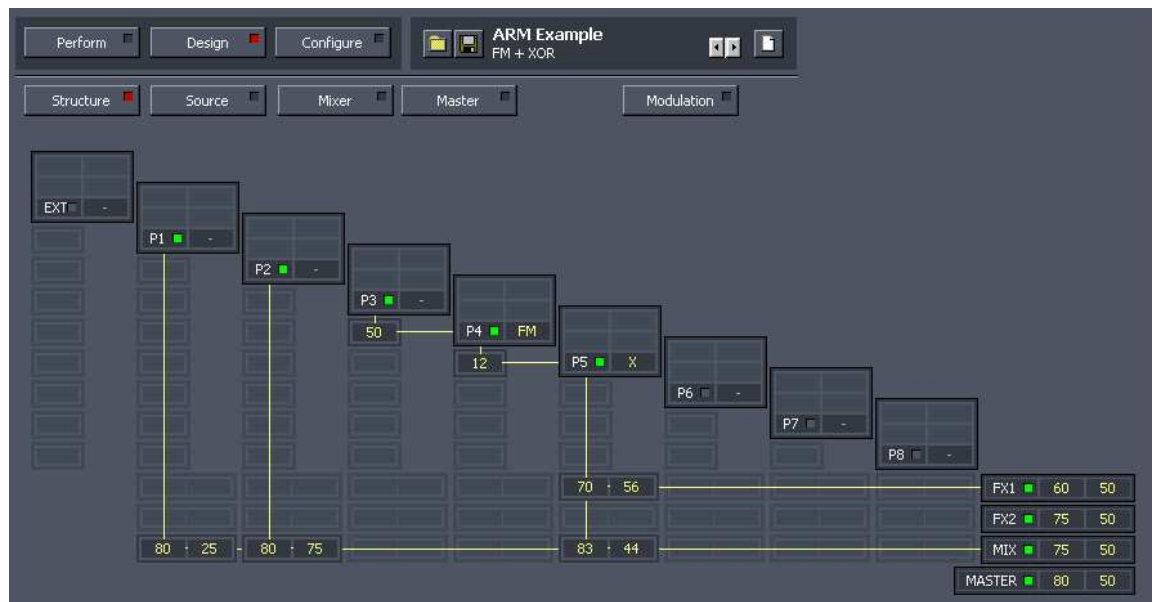 Perform Design Configure ARM Example
FM + XOR
Structure Source Mixer Master Modulation
EXT -
P1 -
P2 -
P3 -
50 P4 FM
12 P5 X
P6 -
P7 -
P8 -
70 - 56 FX1 60 50
FX2 75 50
80 - 25 - 80 - 75 83 - 44 MIX 75 50
MASTER 80 50